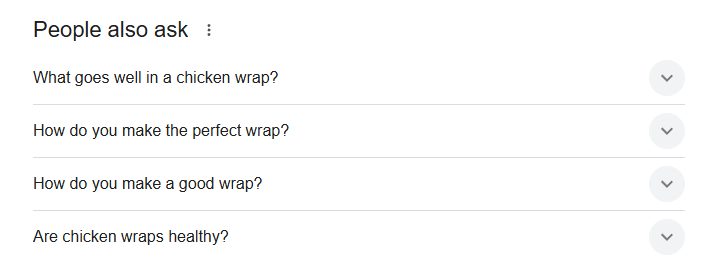 People also ask
What goes well in a chicken wrap?
How do you make the perfect wrap?
How do you make a good wrap?
Are chicken wraps healthy?